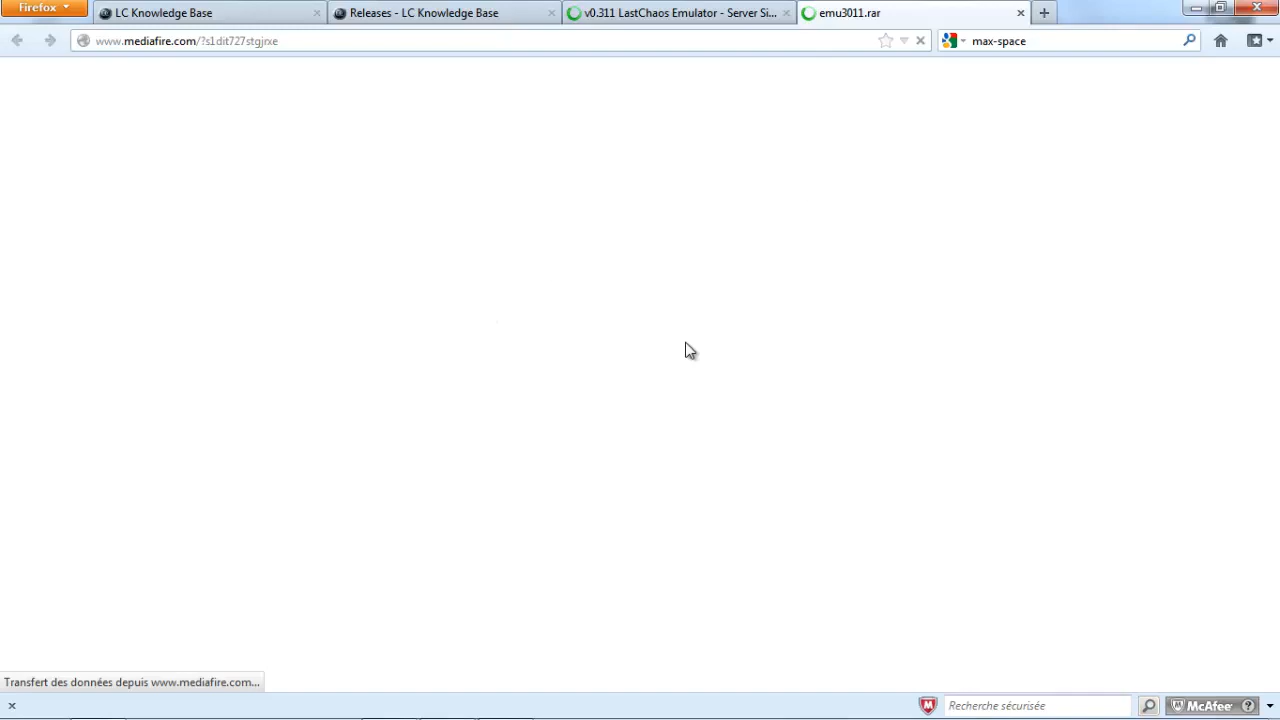 Firefox
LC Knowledge Base
Releases - LC Knowledge Base
v0.311 LastChaos Emulator - Server Si...
emu3011.rar
www.mediafire.com/?s1dit727stgjrxe
max-space
Transfert des données depuis www.mediafire.com...
Recherche sécurisée
McAfee